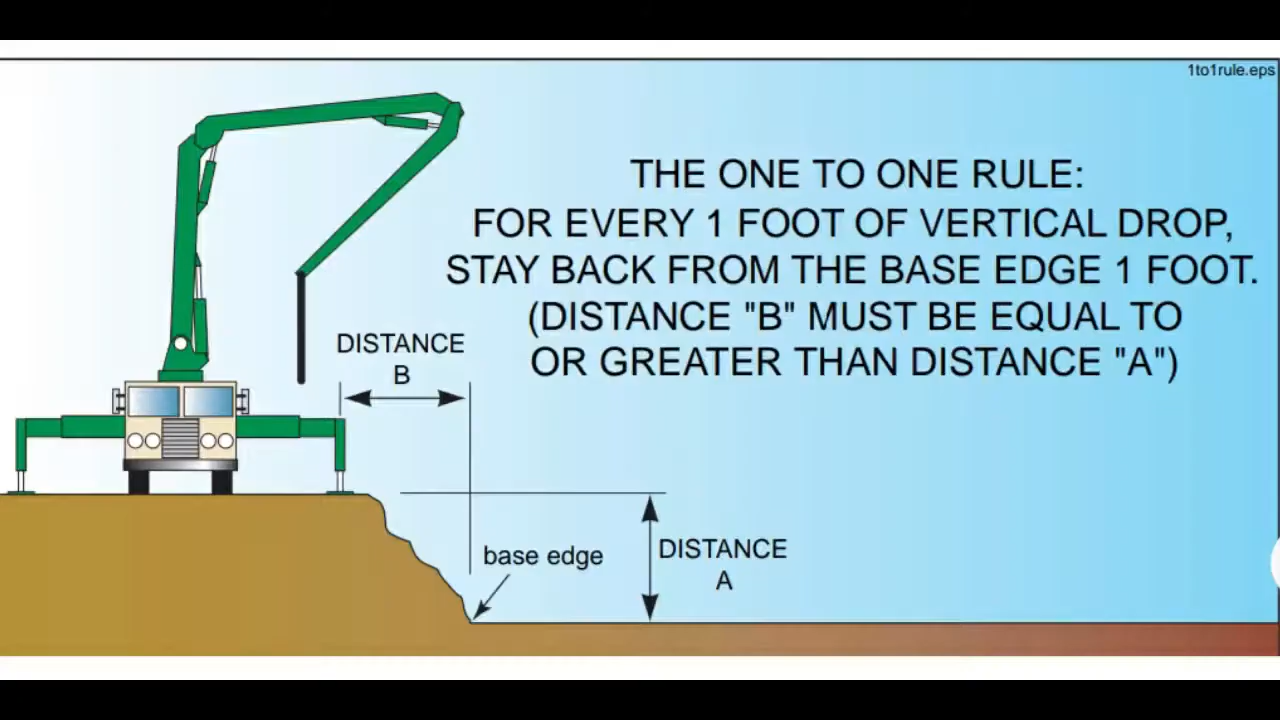 1to1rule.eps
THE ONE TO ONE RULE:
FOR EVERY 1 FOOT OF VERTICAL DROP,
STAY BACK FROM THE BASE EDGE 1 FOOT.
(DISTANCE "B" MUST BE EQUAL TO
OR GREATER THAN DISTANCE "A")
DISTANCE
B
base edge
DISTANCE
A